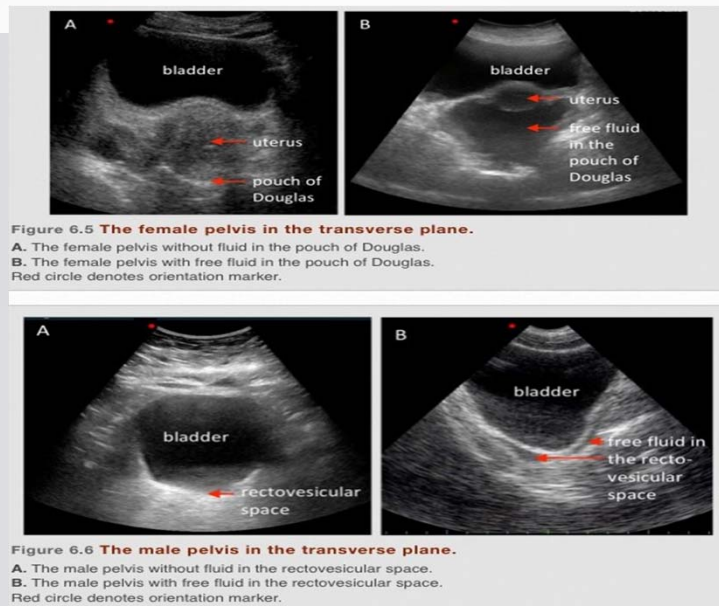 A
bladder
uterus
pouch of
Douglas
B
bladder
uterus
free fluid
in the
pouch of
Douglas
Figure 6.5 The female pelvis in the transverse plane.
A. The female pelvis without fluid in the pouch of Douglas.
B. The female pelvis with free fluid in the pouch of Douglas.
Red circle denotes orientation marker.
A
bladder
rectovesicular
space
B
bladder
free fluid in
the recto-
vesicular
space
Figure 6.6 The male pelvis in the transverse plane.
A. The male pelvis without fluid in the rectovesicular space.
B. The male pelvis with free fluid in the rectovesicular space.
Red circle denotes orientation marker.